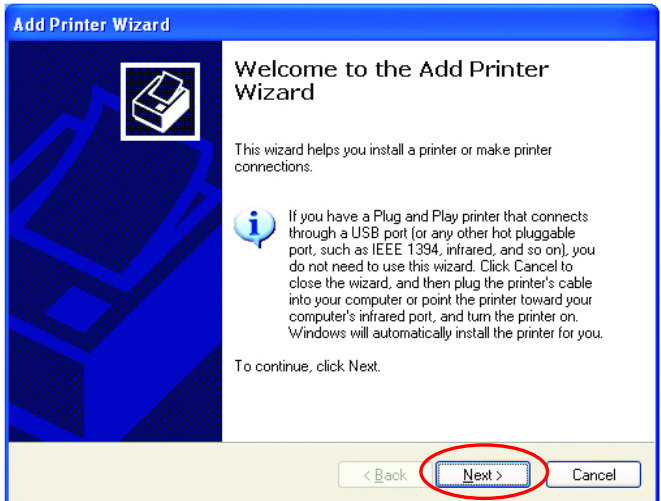 Add Printer Wizard
Welcome to the Add Printer
Wizard
This wizard helps you install a printer or make printer
connections.
If you have a Plug and Play printer that connects
through a USB port (or any other hot pluggable
port, such as IEEE 1394, infrared, and so on), you
do not need to use this wizard. Click Cancel to
close the wizard, and then plug the printer's cable
into your computer or point the printer toward your
computer's infrared port, and turn the printer on.
Windows will automatically install the printer for you.
To continue, click Next.
< Back Next > Cancel